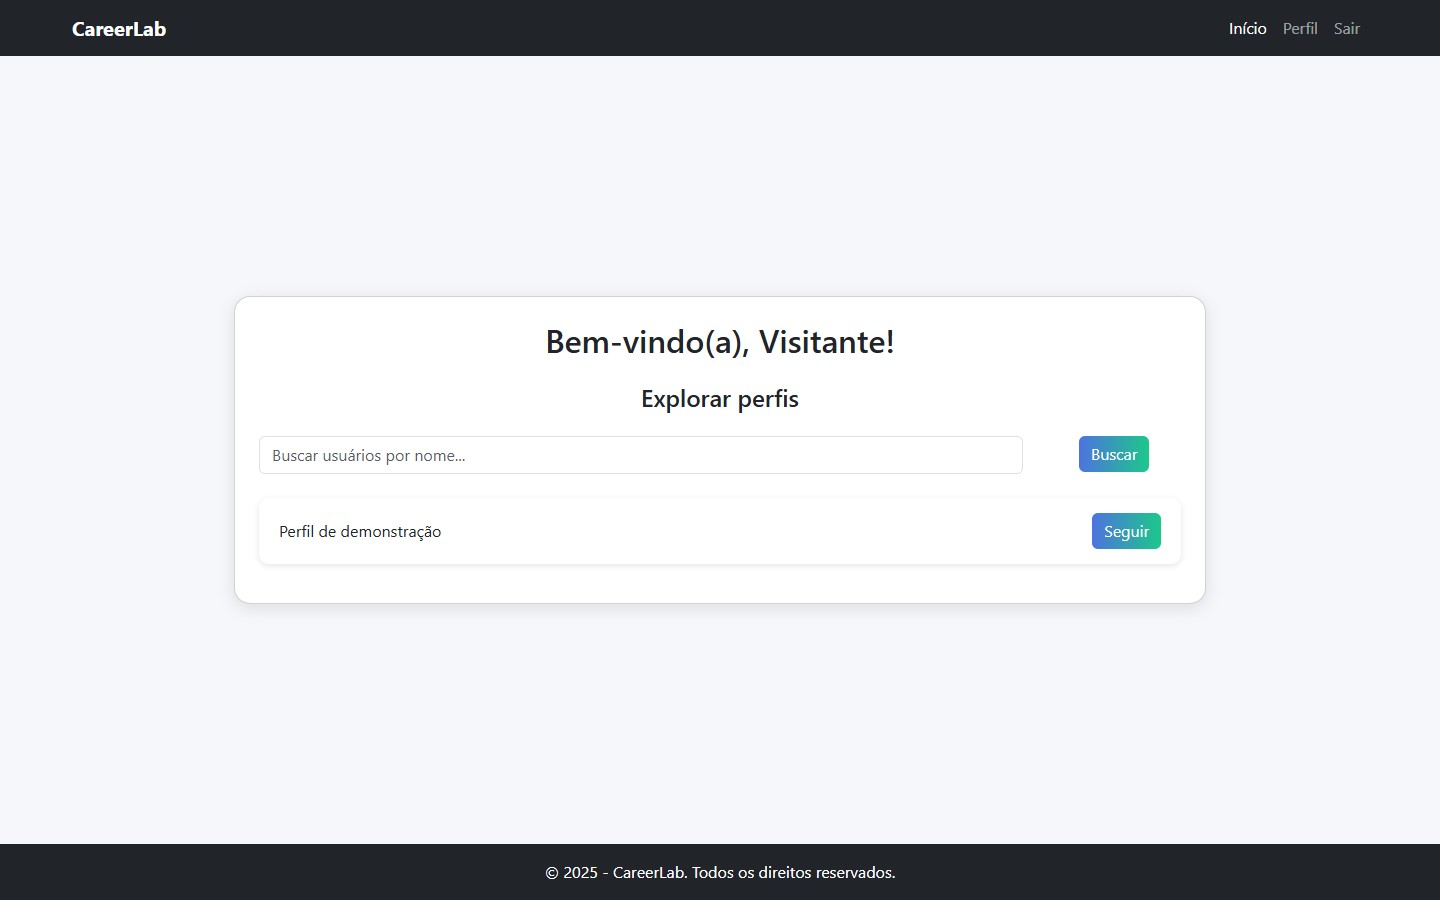 CareerLab
Início Perfil Sair
Bem-vindo(a), Visitante!
Explorar perfis
Buscar usuários por nome... Buscar
Perfil de demonstração Seguir
© 2025 - CareerLab. Todos os direitos reservados.